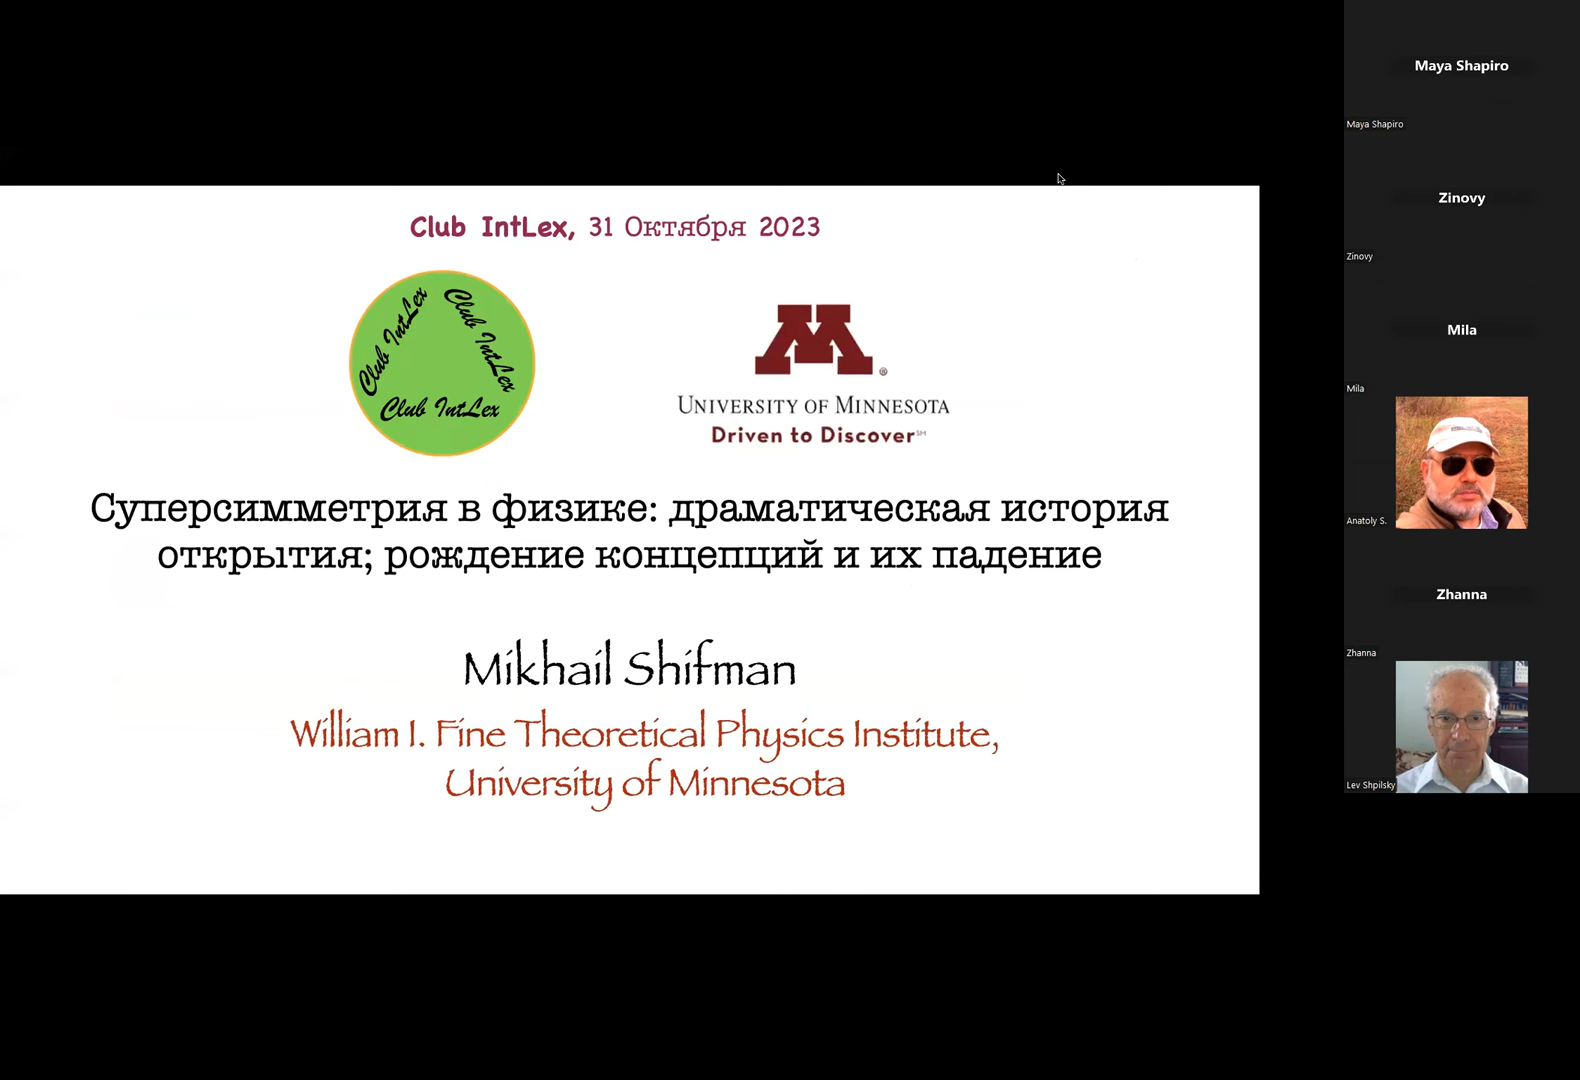 Club IntLex, 31 Октября 2023
Club IntLex
Club IntLex
Club IntLex
M®
UNIVERSITY OF MINNESOTA
Driven to Discover℠
Суперсимметрия в физике: драматическая история
открытия; рождение концепций и их падение
Mikhail Shifman
William I. Fine Theoretical Physics Institute,
University of Minnesota
Maya Shapiro
Maya Shapiro
Zinovy
Zinovy
Mila
Mila
Anatoly S.
Zhanna
Zhanna
Lev Shpilsky